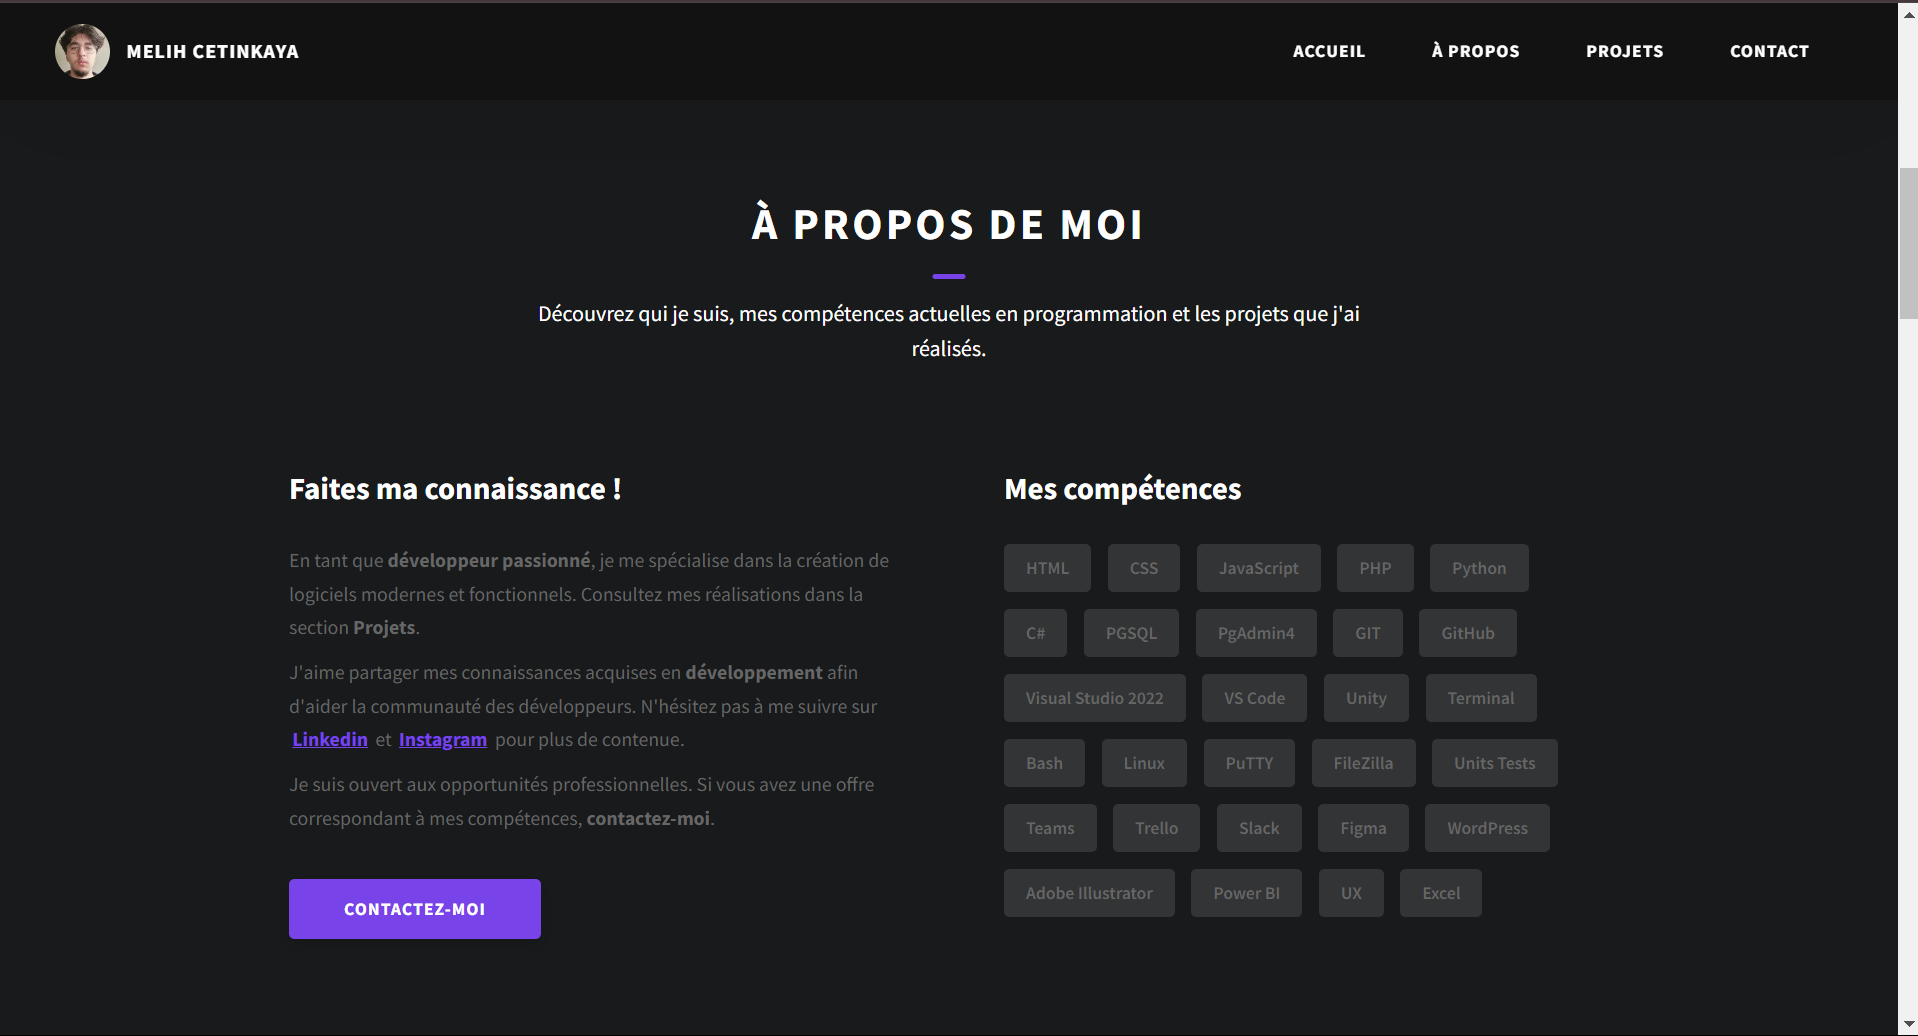 MELIH CETINKAYA
ACCUEIL
À PROPOS
PROJETS
CONTACT
À PROPOS DE MOI
Découvrez qui je suis, mes compétences actuelles en programmation et les projets que j'ai
réalisés.
Faites ma connaissance !
En tant que développeur passionné, je me spécialise dans la création de
logiciels modernes et fonctionnels. Consultez mes réalisations dans la
section Projets.
J'aime partager mes connaissances acquises en développement afin
d'aider la communauté des développeurs. N'hésitez pas à me suivre sur
Linkedin et Instagram pour plus de contenue.
Je suis ouvert aux opportunités professionnelles. Si vous avez une offre
correspondant à mes compétences, contactez-moi.
CONTACTEZ-MOI
Mes compétences
HTML CSS JavaScript PHP Python
C# PGSQL PgAdmin4 GIT GitHub
Visual Studio 2022 VS Code Unity Terminal
Bash Linux PuTTY FileZilla Units Tests
Teams Trello Slack Figma WordPress
Adobe Illustrator Power BI UX Excel